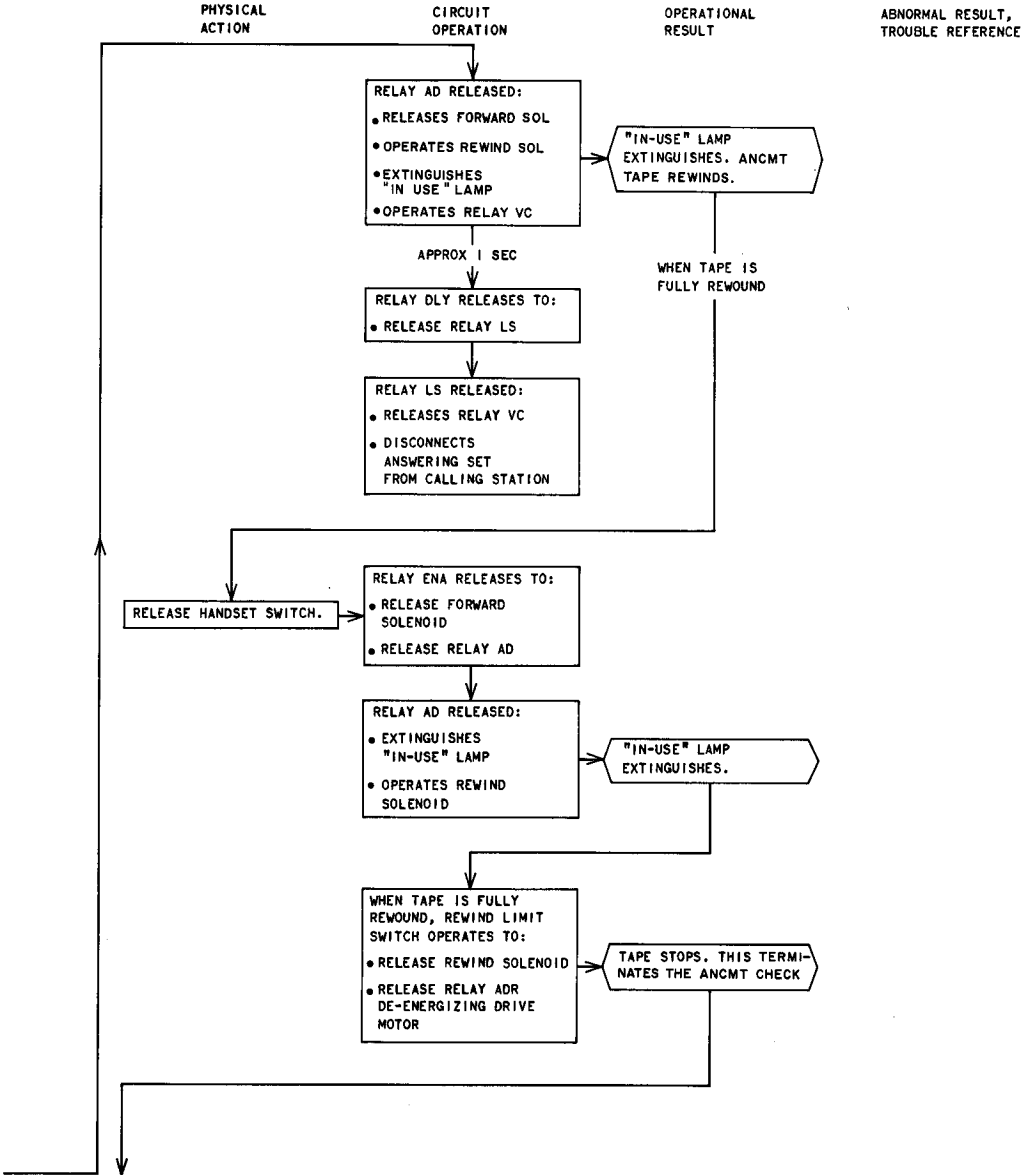 PHYSICAL
ACTION
CIRCUIT
OPERATION
OPERATIONAL
RESULT
ABNORMAL RESULT,
TROUBLE REFERENCE
RELAY AD RELEASED:
• RELEASES FORWARD SOL
• OPERATES REWIND SOL
• EXTINGUISHES
"IN USE" LAMP
• OPERATES RELAY VC
"IN-USE" LAMP
EXTINGUISHES. ANCMT
TAPE REWINDS.
APPROX 1 SEC
WHEN TAPE IS
FULLY REWOUND
RELAY DLY RELEASES TO:
• RELEASE RELAY LS
RELAY LS RELEASED:
• RELEASES RELAY VC
• DISCONNECTS
ANSWERING SET
FROM CALLING STATION
RELEASE HANDSET SWITCH.
RELAY ENA RELEASES TO:
• RELEASE FORWARD
SOLENOID
• RELEASE RELAY AD
RELAY AD RELEASED:
• EXTINGUISHES
"IN-USE" LAMP
• OPERATES REWIND
SOLENOID
"IN-USE" LAMP
EXTINGUISHES.
WHEN TAPE IS FULLY
REWOUND, REWIND LIMIT
SWITCH OPERATES TO:
• RELEASE REWIND SOLENOID
• RELEASE RELAY ADR
DE-ENERGIZING DRIVE
MOTOR
TAPE STOPS. THIS TERMI-
NATES THE ANCMT CHECK